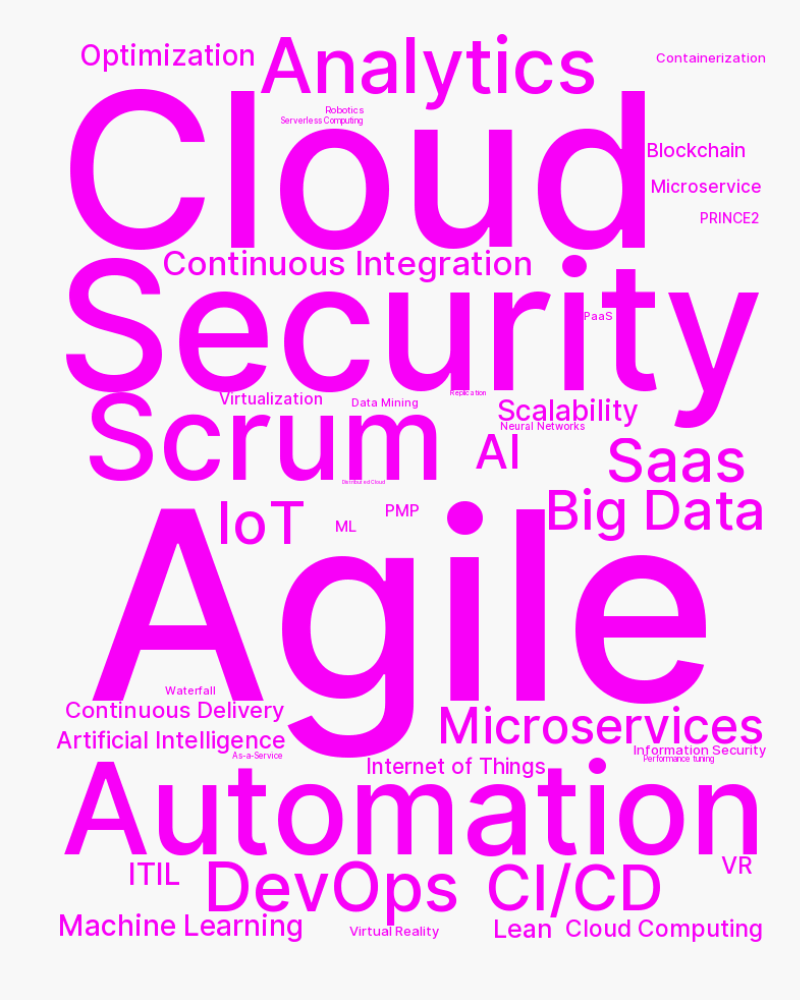 Optimization
Analytics
Containerization
Cloud
Robotics
Serverless Computing
Blockchain
Microservice
PRINCE2
Continuous Integration
Security
PaaS
Virtualization
Data Mining
Replication
Scrum
Scalability
Neural Networks
AI
Saas
Distributed Cloud
IoT
ML
PMP
Big Data
Agile
Waterfall
Continuous Delivery
Microservices
Artificial Intelligence
Information Security
As-a-Service
Performance tuning
Internet of Things
Automation
ITIL
DevOps
CI/CD
VR
Machine Learning
Virtual Reality
Lean
Cloud Computing